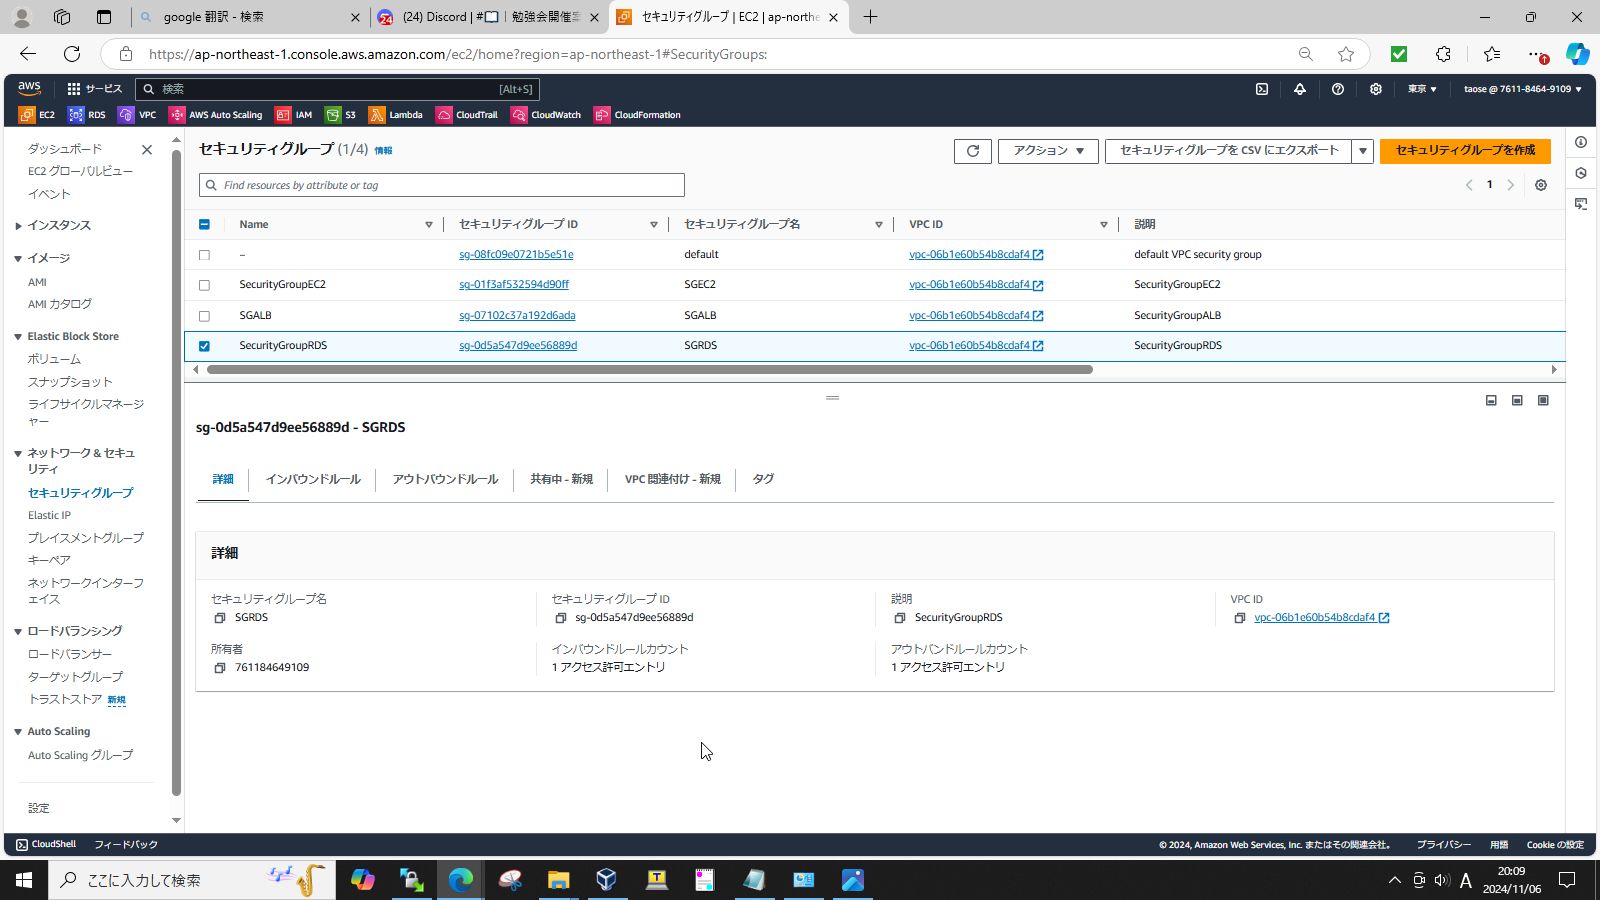 google 翻訳 - 検索
(24) Discord | #📖｜勉強会開催案
セキュリティグループ | EC2 | ap-northe
https://ap-northeast-1.console.aws.amazon.com/ec2/home?region=ap-northeast-1#SecurityGroups:
aws
サービス
検索
[Alt+S]
東京 ▼
taose @ 7611-8464-9109 ▼
EC2
RDS
VPC
AWS Auto Scaling
IAM
S3
Lambda
CloudTrail
CloudWatch
CloudFormation
ダッシュボード
EC2 グローバルビュー
イベント
インスタンス
イメージ
AMI
AMI カタログ
Elastic Block Store
ボリューム
スナップショット
ライフサイクルマネージ
ャー
ネットワーク & セキュ
リティ
セキュリティグループ
Elastic IP
プレイスメントグループ
キーペア
ネットワークインターフ
ェイス
ロードバランシング
ロードバランサー
ターゲットグループ
トラストストア 新規
Auto Scaling
Auto Scaling グループ
設定
セキュリティグループ (1/4) 情報
アクション ▼
セキュリティグループを CSV にエクスポート
セキュリティグループを作成
Find resources by attribute or tag
1
Name セキュリティグループ ID セキュリティグループ名 VPC ID 説明
– sg-08fc09e0721b5e51e default vpc-06b1e60b54b8cdaf4 default VPC security group
SecurityGroupEC2 sg-01f3af532594d90ff SGEC2 vpc-06b1e60b54b8cdaf4 SecurityGroupEC2
SGALB sg-07102c37a192d6ada SGALB vpc-06b1e60b54b8cdaf4 SecurityGroupALB
SecurityGroupRDS sg-0d5a547d9ee56889d SGRDS vpc-06b1e60b54b8cdaf4 SecurityGroupRDS
sg-0d5a547d9ee56889d - SGRDS
詳細
インバウンドルール
アウトバウンドルール
共有中 - 新規
VPC 関連付け - 新規
タグ
詳細
セキュリティグループ名
SGRDS
セキュリティグループ ID
sg-0d5a547d9ee56889d
説明
SecurityGroupRDS
VPC ID
vpc-06b1e60b54b8cdaf4
所有者
761184649109
インバウンドルールカウント
1 アクセス許可エントリ
アウトバンドルールカウント
1 アクセス許可エントリ
CloudShell
フィードバック
© 2024, Amazon Web Services, Inc. またはその関連会社。
プライバシー
用語
Cookie の設定
ここに入力して検索
A
20:09
2024/11/06